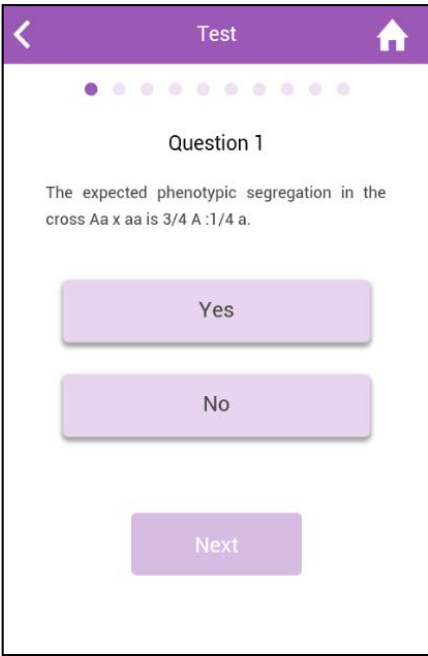 Test
Question 1
The expected phenotypic segregation in the
cross Aa x aa is 3/4 A :1/4 a.
Yes
No
Next